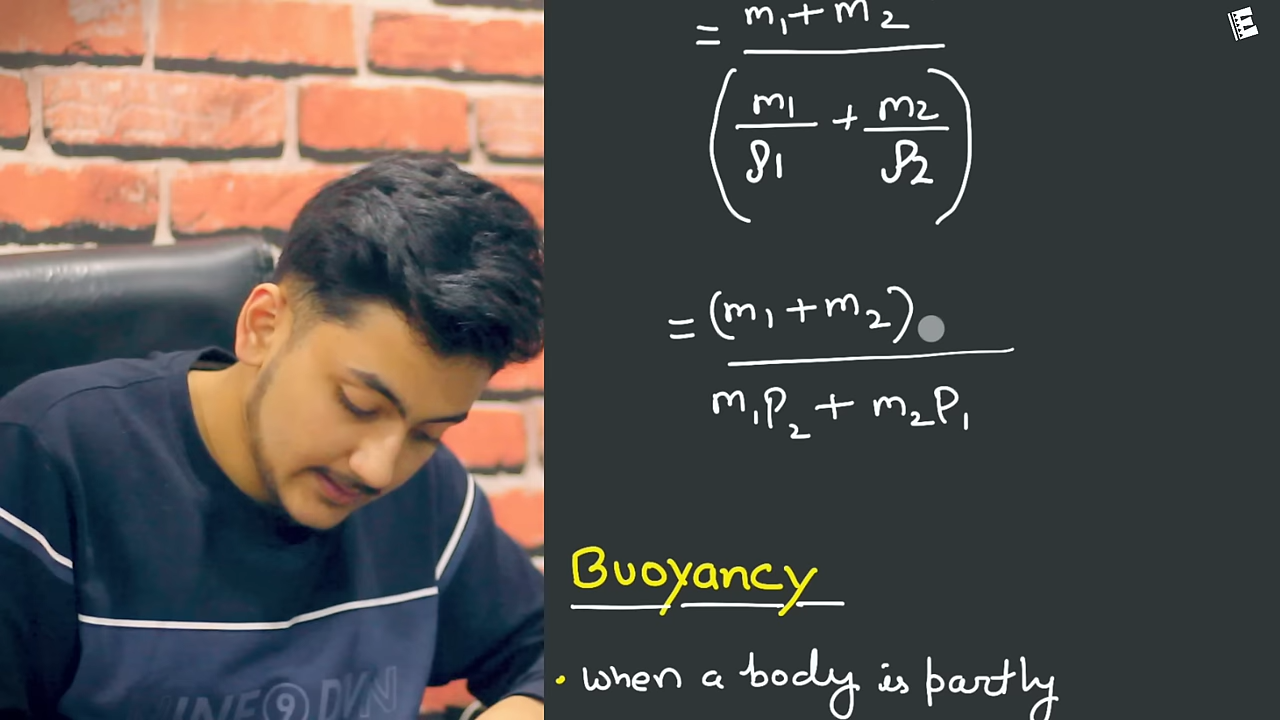 = m₁ + m₂
(m₁/ρ₁ + m₂/ρ₂)
= (m₁ + m₂)
m₁ρ₂ + m₂ρ₁
Buoyancy
• when a body is partly